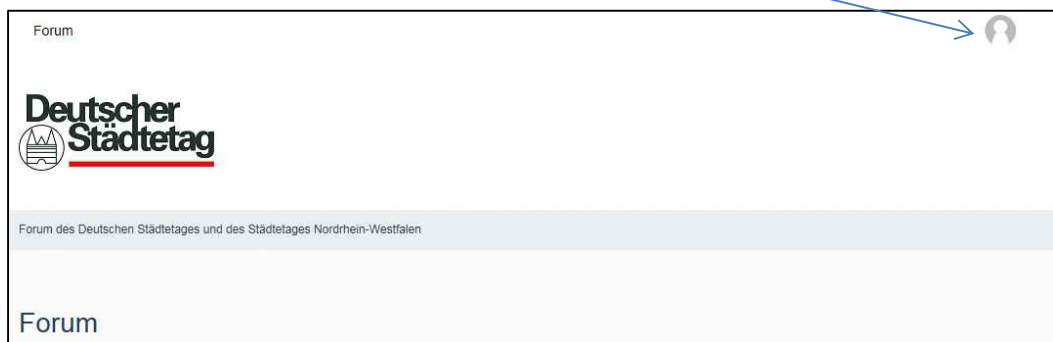 Forum
Deutscher
Städtetag
Forum des Deutschen Städtetages und des Städtetages Nordrhein-Westfalen
Forum